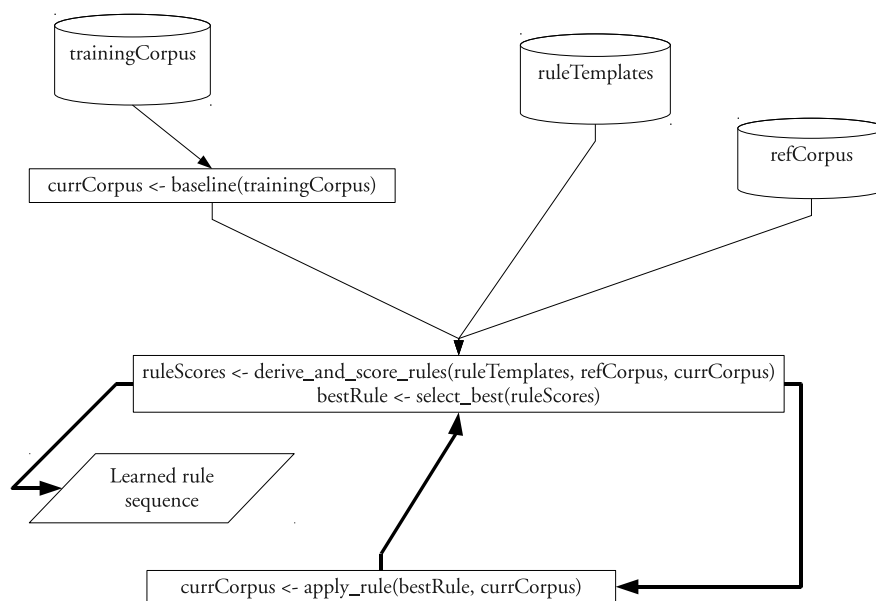 trainingCorpus
ruleTemplates
refCorpus
currCorpus <- baseline(trainingCorpus)
ruleScores <- derive_and_score_rules(ruleTemplates, refCorpus, currCorpus)
bestRule <- select_best(ruleScores)
Learned rule
sequence
currCorpus <- apply_rule(bestRule, currCorpus)